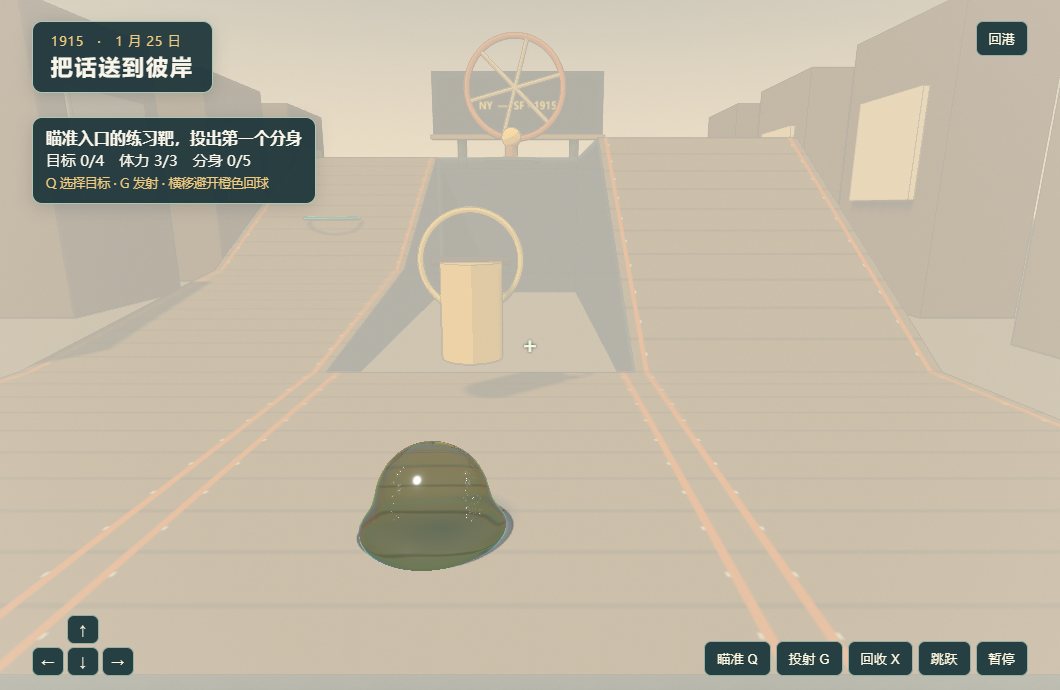 1915 · 1 月 25 日
把话送到彼岸
回港
NY — SF 1915
瞄准入口的练习靶，投出第一个分身
目标 0/4 体力 3/3 分身 0/5
Q 选择目标 · G 发射 · 横移避开橙色回球
↑
← ↓ →
瞄准 Q 投射 G 回收 X 跳跃 暂停